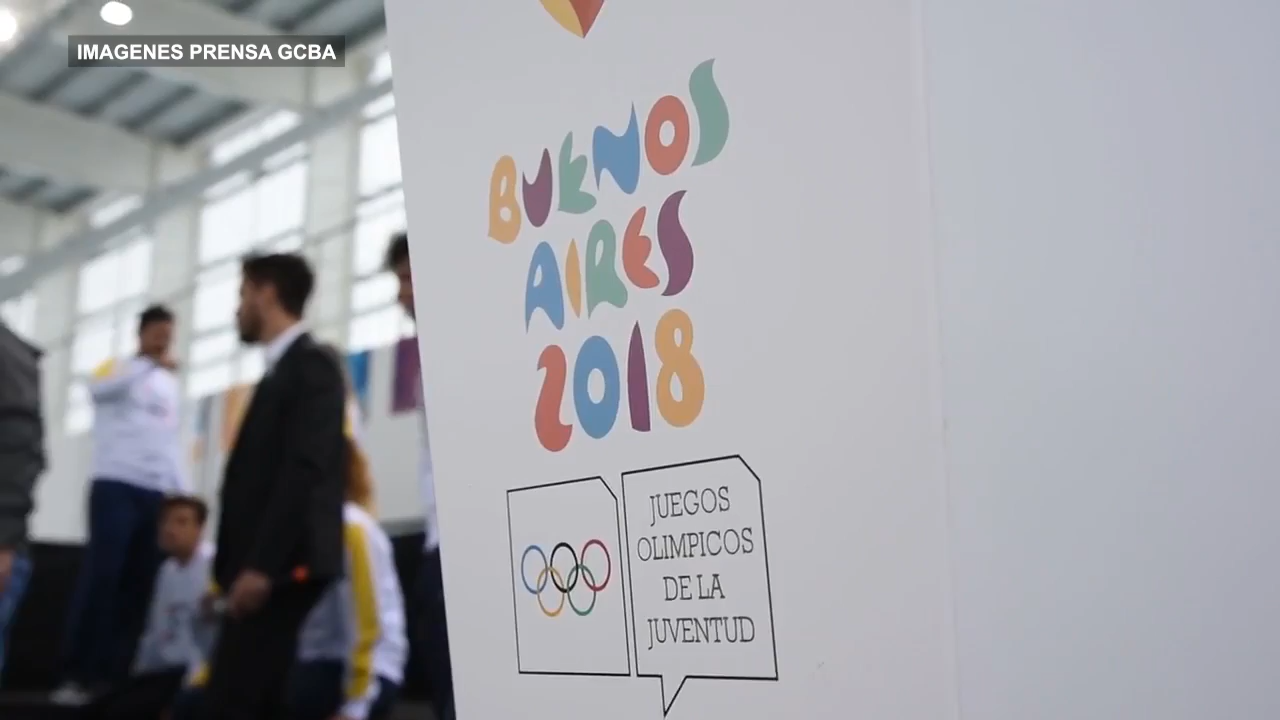 IMAGENES PRENSA GCBA
BUENOS
AIRES
2018
JUEGOS
OLIMPICOS
DE LA
JUVENTUD